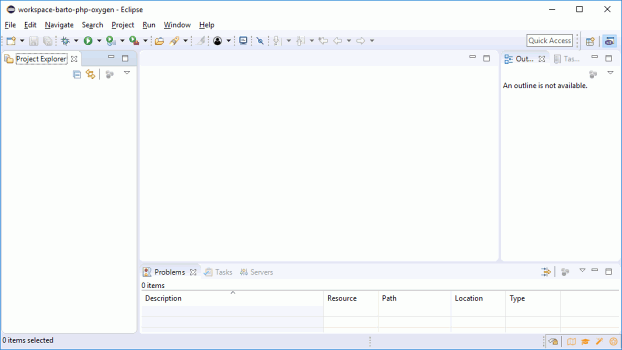 workspace-barto-php-oxygen - Eclipse
File Edit Navigate Search Project Run Window Help
Quick Access
Project Explorer
Out...
Tas...
An outline is not available.
Problems
Tasks
Servers
0 items
Description Resource Path Location Type
0 items selected